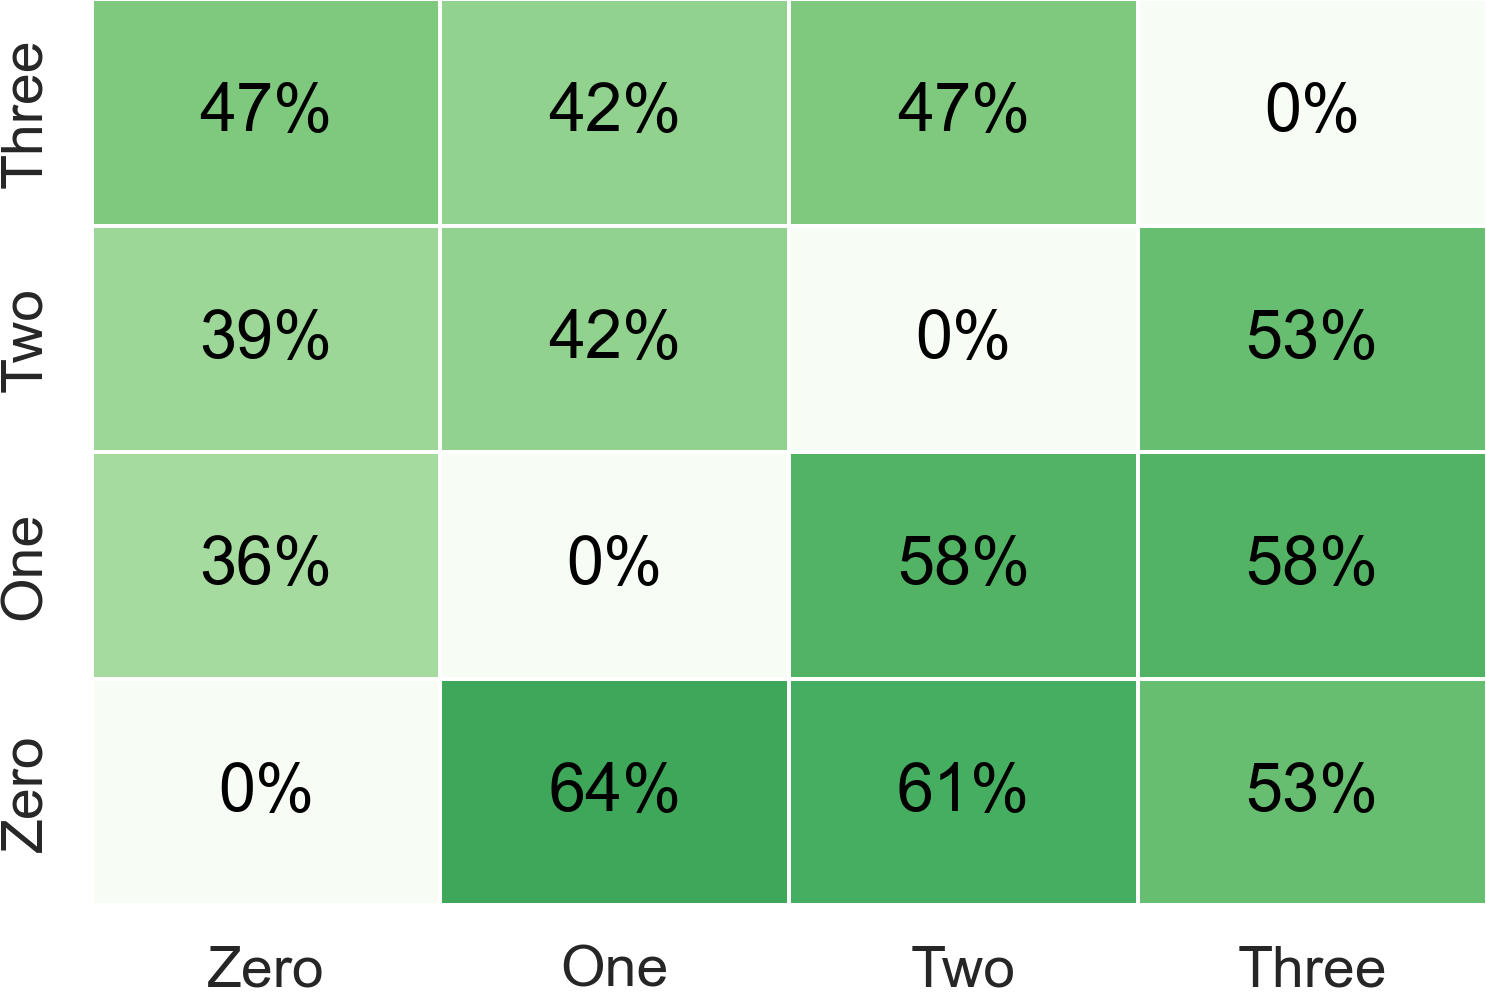 Three 47% 42% 47% 0%
Two 39% 42% 0% 53%
One 36% 0% 58% 58%
Zero 0% 64% 61% 53%
Zero One Two Three